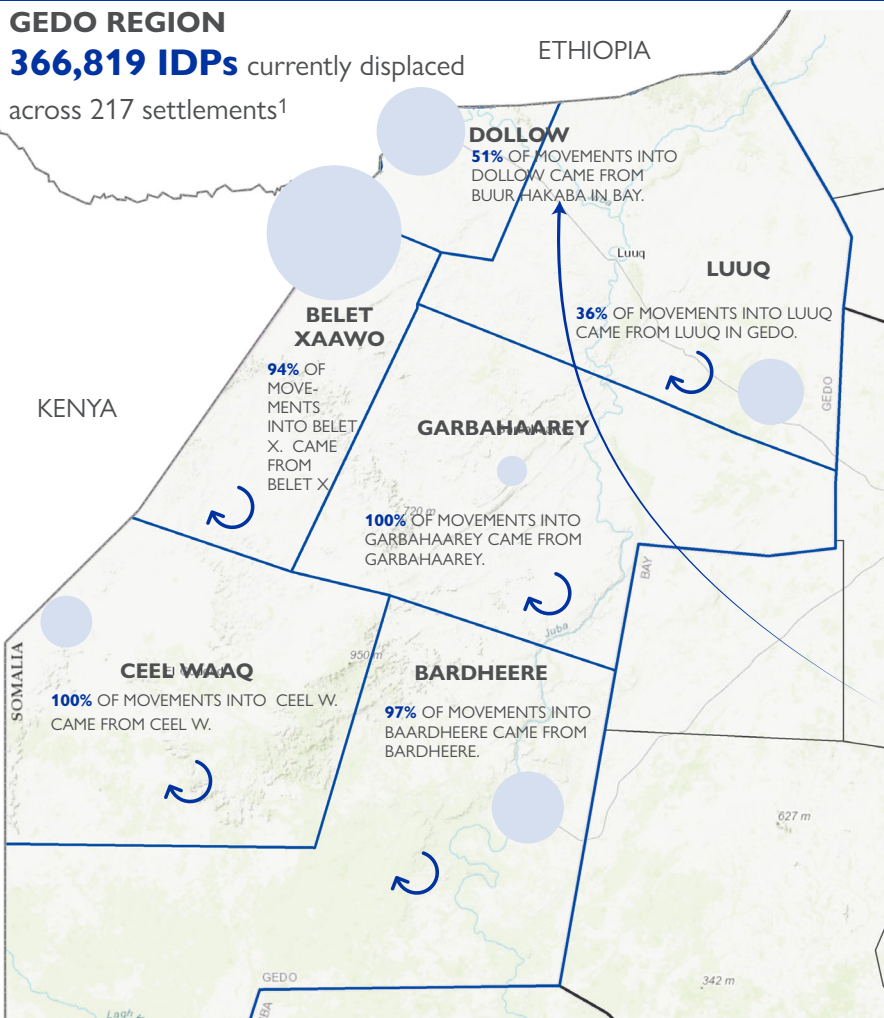 GEDO REGION
366,819 IDPs currently displaced
across 217 settlements1
ETHIOPIA
DOLLOW
51% OF MOVEMENTS INTO
DOLLOW CAME FROM
BUUR HAKABA IN BAY.
Luuq
LUUQ
36% OF MOVEMENTS INTO LUUQ
CAME FROM LUUQ IN GEDO.
GEDO
BELET
XAAWO
94% OF
MOVE-
MENTS
INTO BELET
X. CAME
FROM
BELET X.
KENYA
GARBAHAAREY
720 m
100% OF MOVEMENTS INTO
GARBAHAAREY CAME FROM
GARBAHAAREY.
BAY
Juba
950 m
SOMALIA
CEEL WAAQ
100% OF MOVEMENTS INTO CEEL W.
CAME FROM CEEL W.
BARDHEERE
97% OF MOVEMENTS INTO
BAARDHEERE CAME FROM
BARDHEERE.
627 m
342 m
GEDO
BA
Lagh